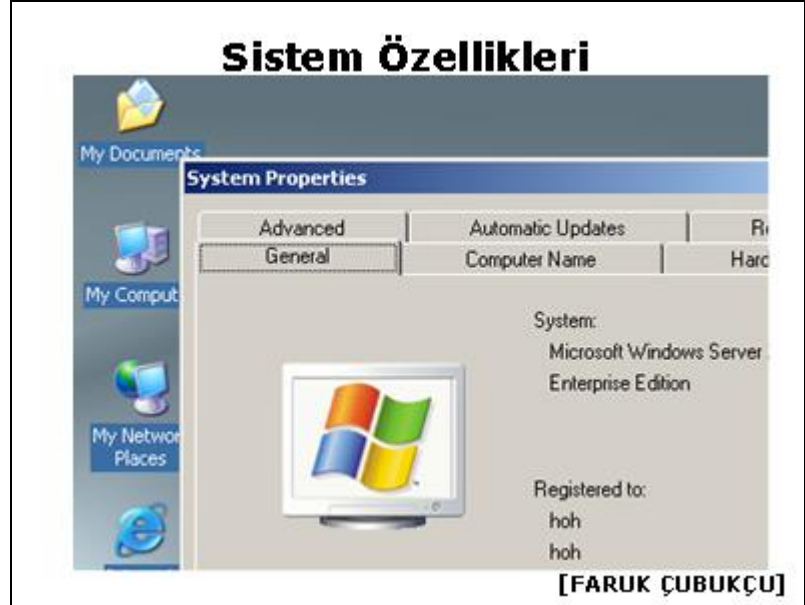 Sistem Özellikleri
My Documents
System Properties
Advanced
Automatic Updates
General
Computer Name
My Comput
System:
Microsoft Windows Server
Enterprise Edition
My Networ
Places
Registered to:
hoh
hoh
[FARUK ÇUBUKÇU]